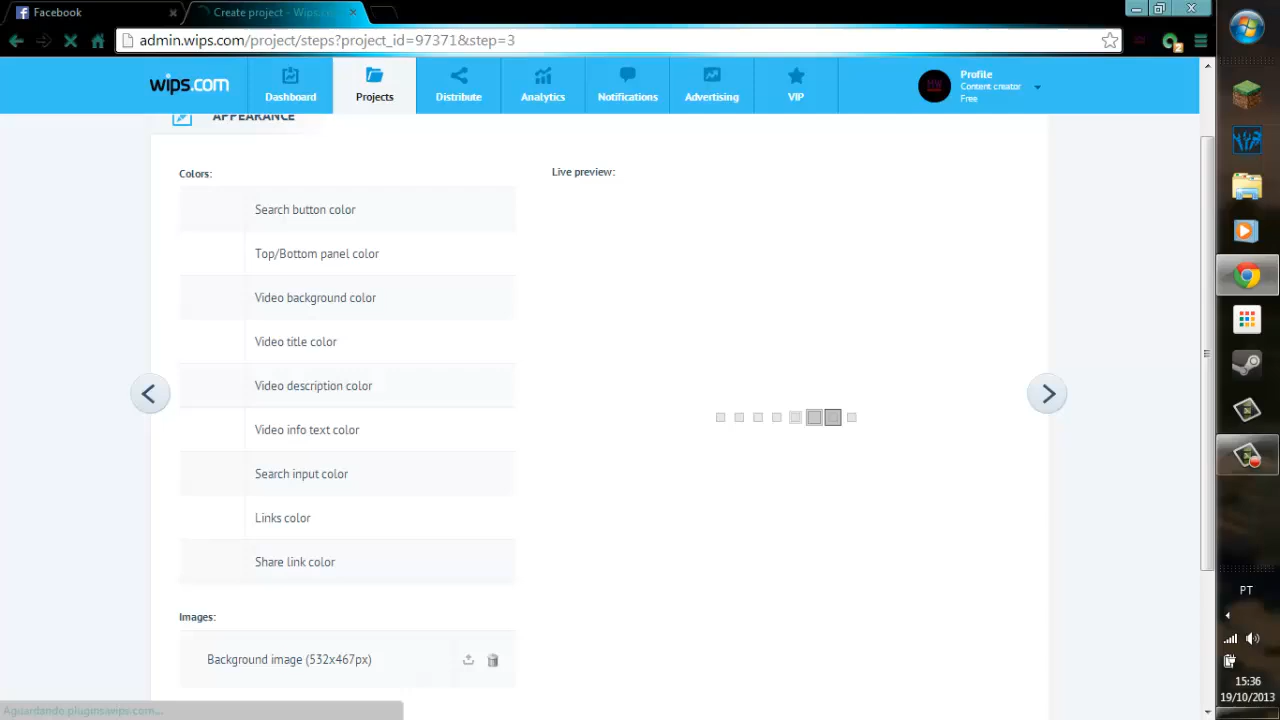 Facebook
Create project - Wips.co
admin.wips.com/project/steps?project_id=97371&step=3
wips.com
Dashboard
Projects
Distribute
Analytics
Notifications
Advertising
VIP
Profile
Content creator
Free
APPEARANCE
Colors:
Live preview:
Search button color
Top/Bottom panel color
Video background color
Video title color
Video description color
Video info text color
Search input color
Links color
Share link color
Images:
Background image (532x467px)
Aguardando plugins.wips.com...
PT
15:36
19/10/2013
2
HW